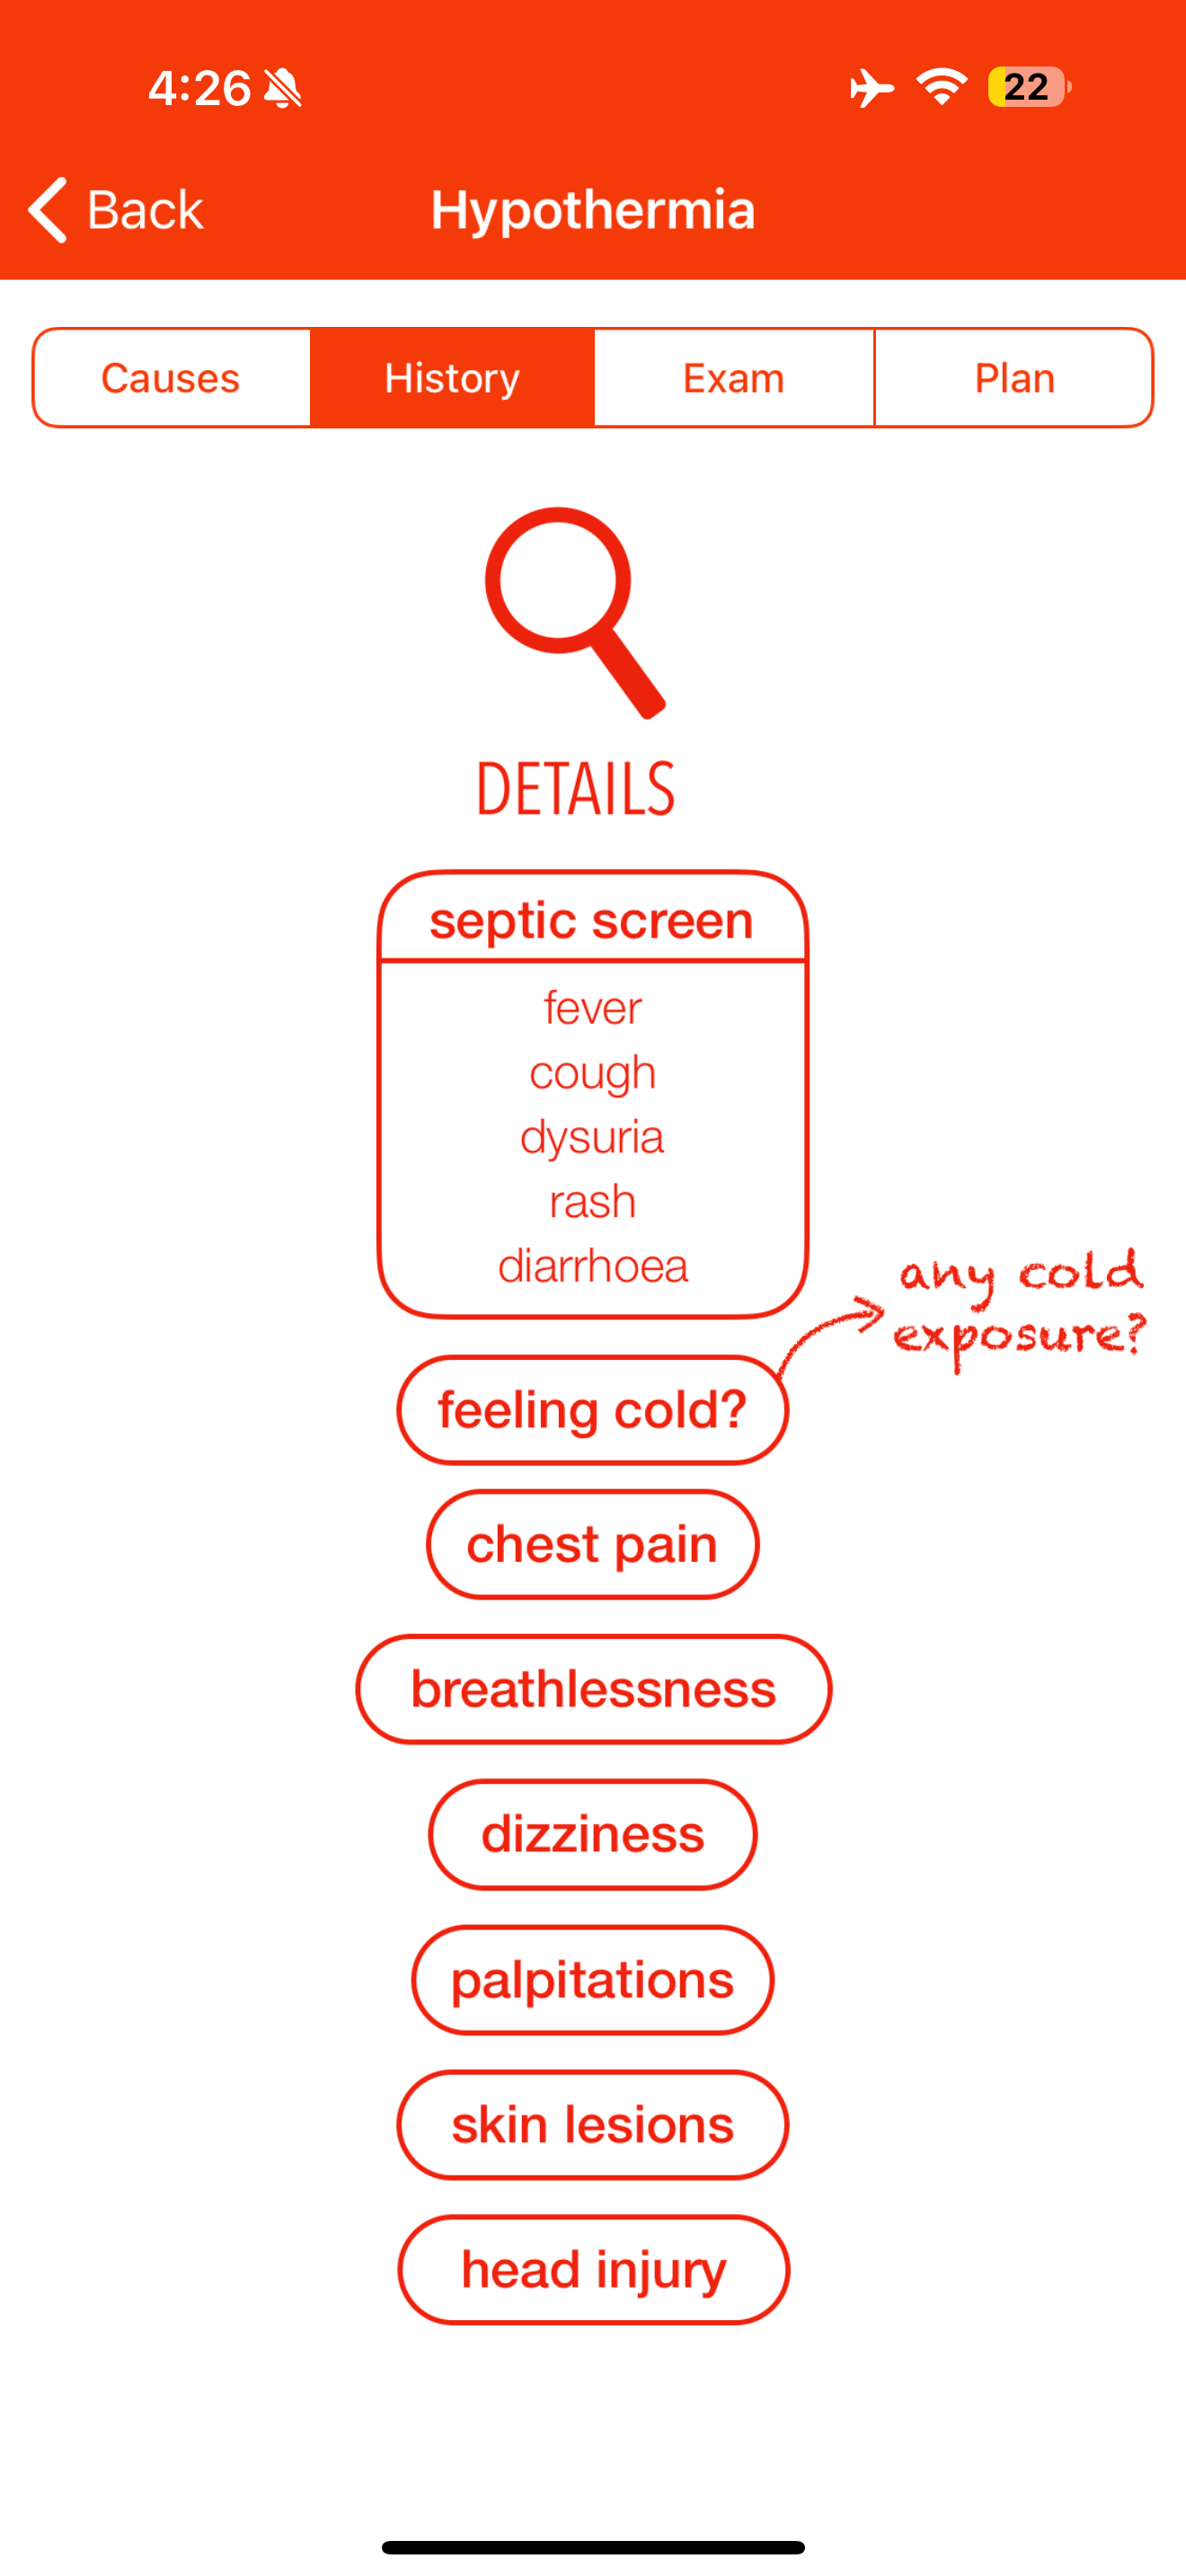 4:26
22
Back
Hypothermia
Causes
History
Exam
Plan
DETAILS
septic screen
fever
cough
dysuria
rash
diarrhoea
any cold
exposure?
feeling cold?
chest pain
breathlessness
dizziness
palpitations
skin lesions
head injury